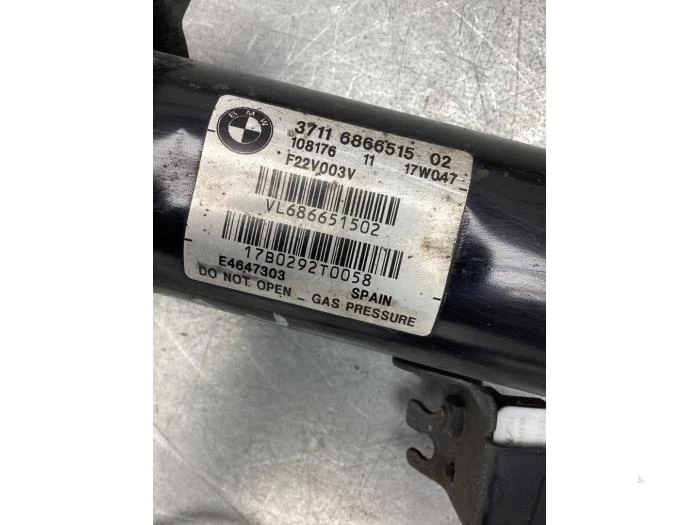 BMW
3711 6866515 02
108176 11 17W047
F22V003V
VL686651502
17B0292T0058
E4647303 SPAIN
DO NOT OPEN - GAS PRESSURE